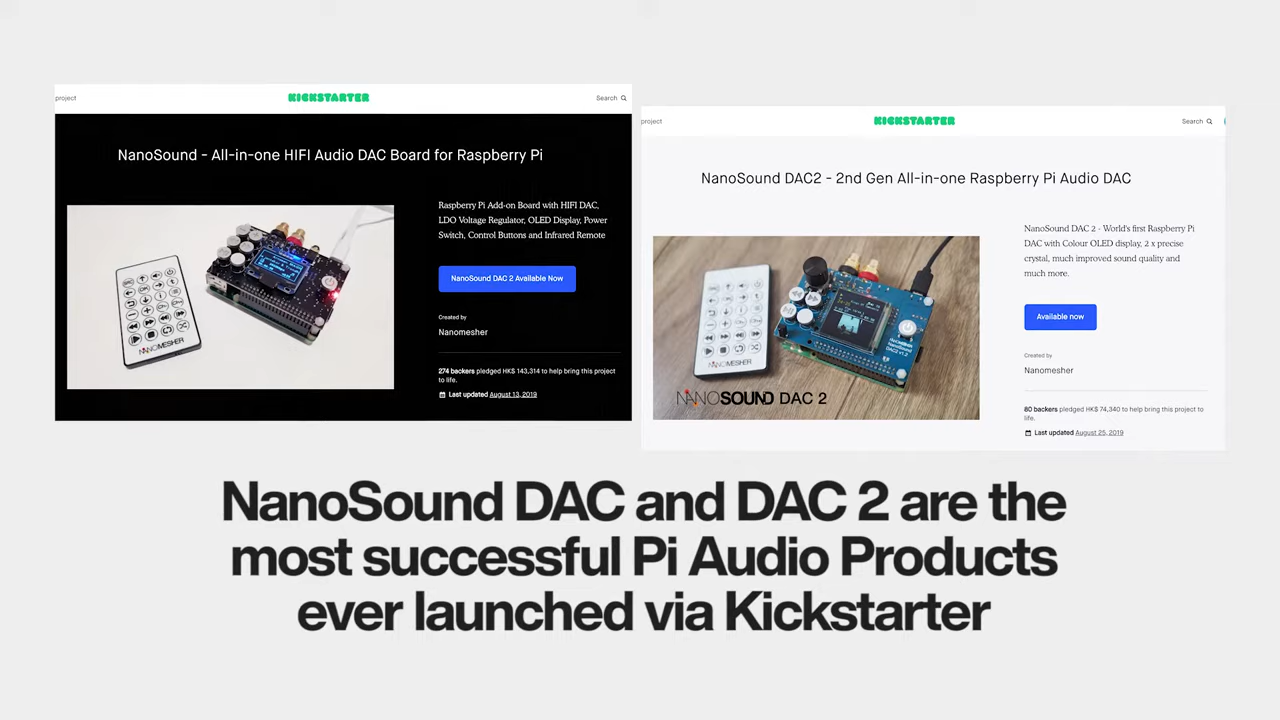 project
KICKSTARTER
Search
NanoSound - All-in-one HIFI Audio DAC Board for Raspberry Pi
Raspberry Pi Add-on Board with HIFI DAC,
LDO Voltage Regulator, OLED Display, Power
Switch, Control Buttons and Infrared Remote
NanoSound DAC 2 Available Now
Created by
Nanomesher
274 backers pledged HK$ 143,314 to help bring this project
to life.
Last updated August 13, 2019
NANOMESHER
project
KICKSTARTER
Search
NanoSound DAC2 - 2nd Gen All-in-one Raspberry Pi Audio DAC
NanoSound DAC 2 - World's first Raspberry Pi
DAC with Colour OLED display, 2 x precise
crystal, much improved sound quality and
much more.
Available now
Created by
Nanomesher
80 backers pledged HK$ 74,340 to help bring this project to
life.
Last updated August 25, 2019
NANOMESHER
NANOSOUND DAC 2
NanoSound DAC and DAC 2 are the
most successful Pi Audio Products
ever launched via Kickstarter